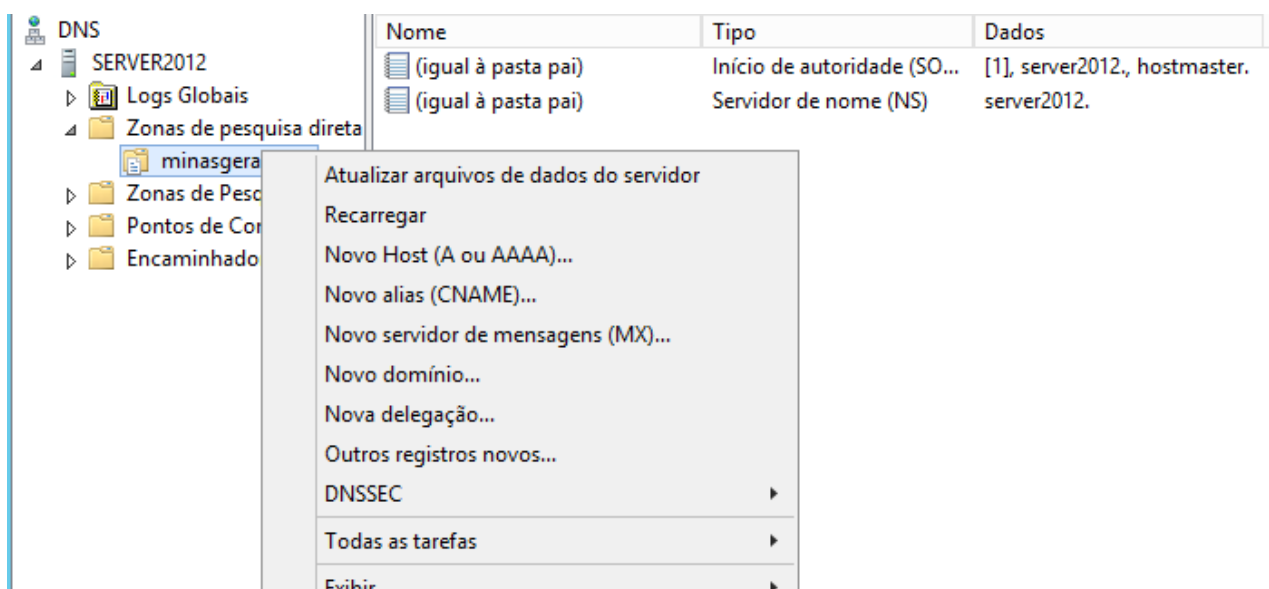 DNS
SERVER2012
Logs Globais
Zonas de pesquisa direta
minasgera
Zonas de Pesc
Pontos de Cor
Encaminhado
Nome Tipo Dados
(igual à pasta pai) Início de autoridade (SO... [1], server2012., hostmaster.
(igual à pasta pai) Servidor de nome (NS) server2012.
Atualizar arquivos de dados do servidor
Recarregar
Novo Host (A ou AAAA)...
Novo alias (CNAME)...
Novo servidor de mensagens (MX)...
Novo domínio...
Nova delegação...
Outros registros novos...
DNSSEC
Todas as tarefas
Exibir